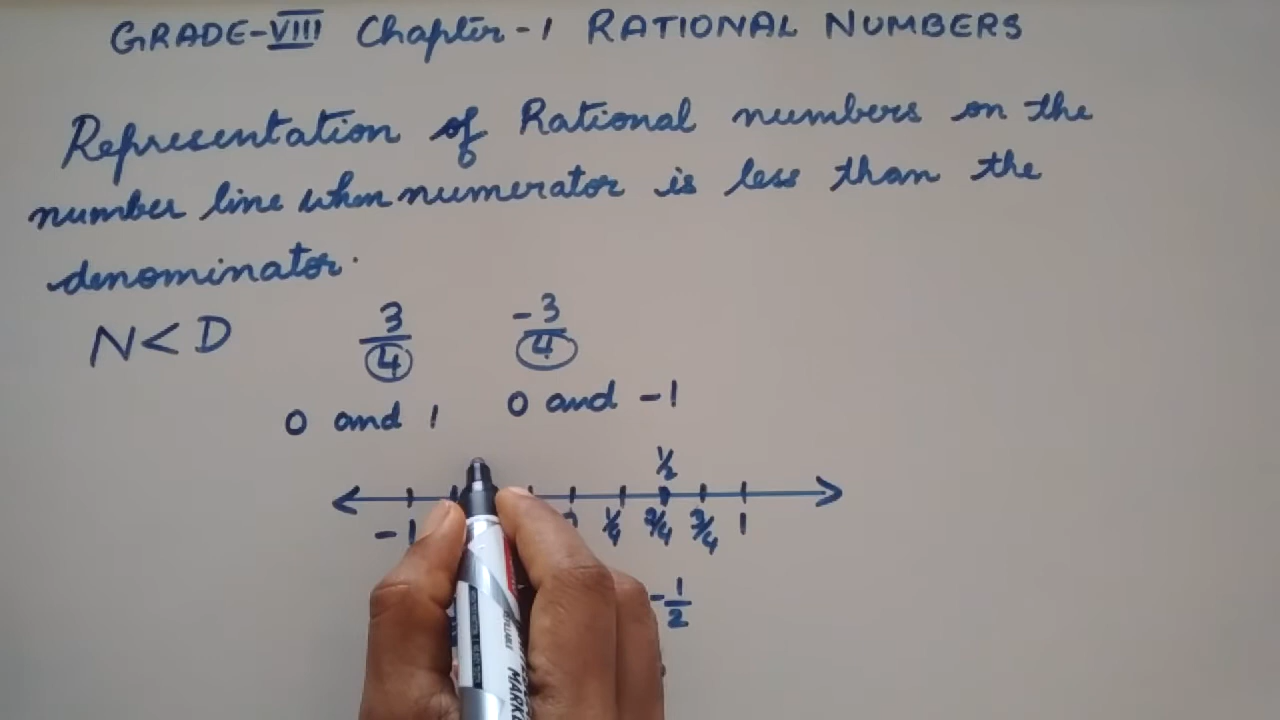 GRADE-VIII Chapter-1 RATIONAL NUMBERS
Representation of Rational numbers on the
number line when numerator is less than the
denominator.
N<D 3/4 -3/4
0 and 1 0 and -1
1/2
-1 1/4 2/4 3/4 1
-1/2
MARK